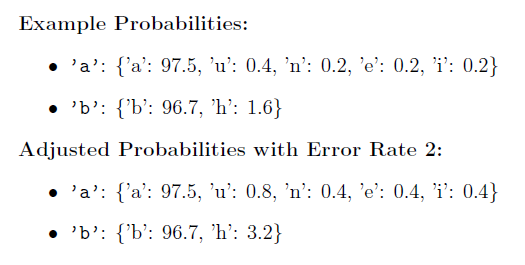 Example Probabilities:
• 'a': {'a': 97.5, 'u': 0.4, 'n': 0.2, 'e': 0.2, 'i': 0.2}
• 'b': {'b': 96.7, 'h': 1.6}
Adjusted Probabilities with Error Rate 2:
• 'a': {'a': 97.5, 'u': 0.8, 'n': 0.4, 'e': 0.4, 'i': 0.4}
• 'b': {'b': 96.7, 'h': 3.2}